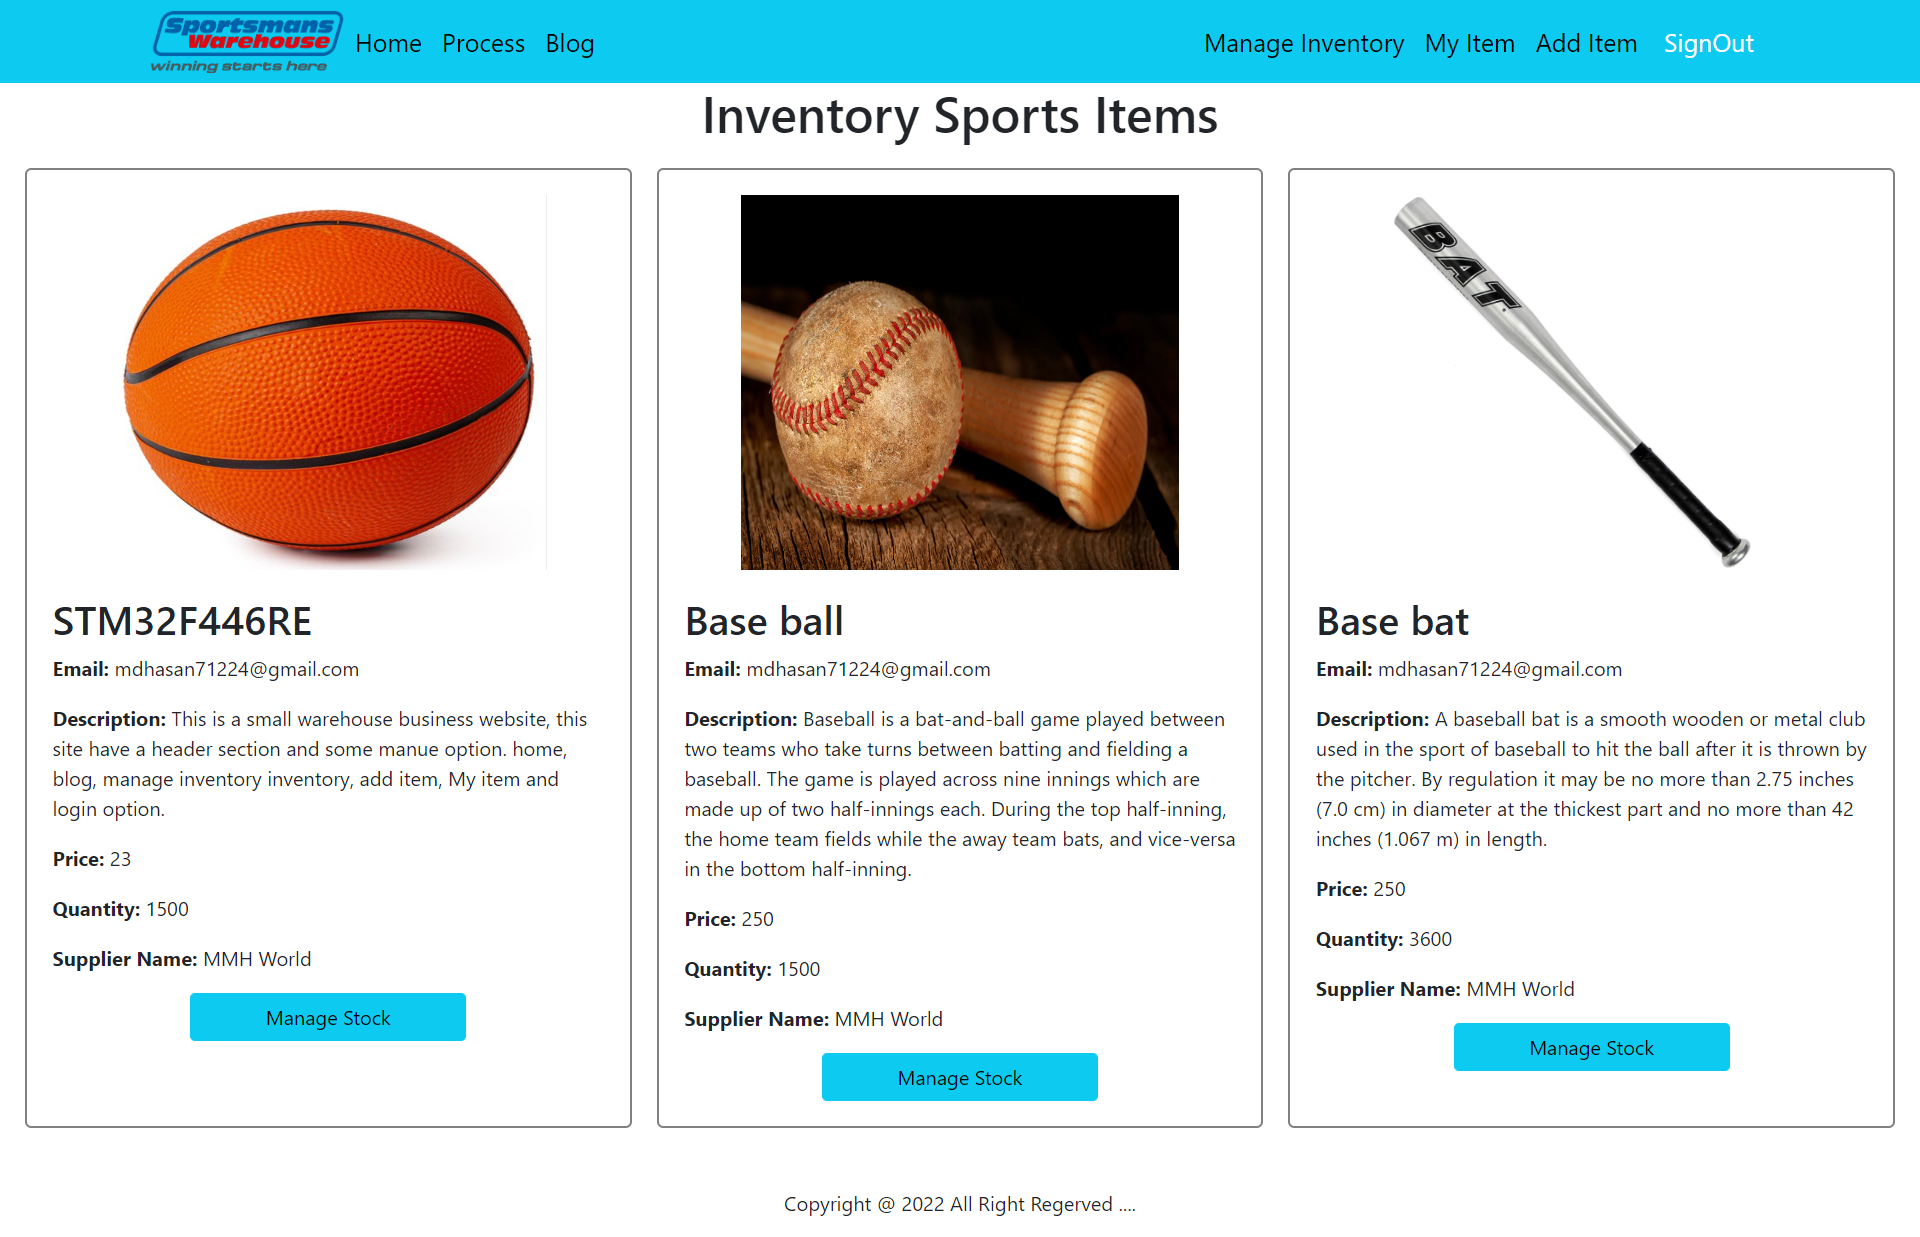 Sportsmans
Warehouse
winning starts here
Home Process Blog
Manage Inventory My Item Add Item SignOut
Inventory Sports Items
BAT
STM32F446RE
Email: mdhasan71224@gmail.com
Description: This is a small warehouse business website, this
site have a header section and some manue option. home,
blog, manage inventory inventory, add item, My item and
login option.
Price: 23
Quantity: 1500
Supplier Name: MMH World
Manage Stock
Base ball
Email: mdhasan71224@gmail.com
Description: Baseball is a bat-and-ball game played between
two teams who take turns between batting and fielding a
baseball. The game is played across nine innings which are
made up of two half-innings each. During the top half-inning,
the home team fields while the away team bats, and vice-versa
in the bottom half-inning.
Price: 250
Quantity: 1500
Supplier Name: MMH World
Manage Stock
Base bat
Email: mdhasan71224@gmail.com
Description: A baseball bat is a smooth wooden or metal club
used in the sport of baseball to hit the ball after it is thrown by
the pitcher. By regulation it may be no more than 2.75 inches
(7.0 cm) in diameter at the thickest part and no more than 42
inches (1.067 m) in length.
Price: 250
Quantity: 3600
Supplier Name: MMH World
Manage Stock
Copyright @ 2022 All Right Regerved ....